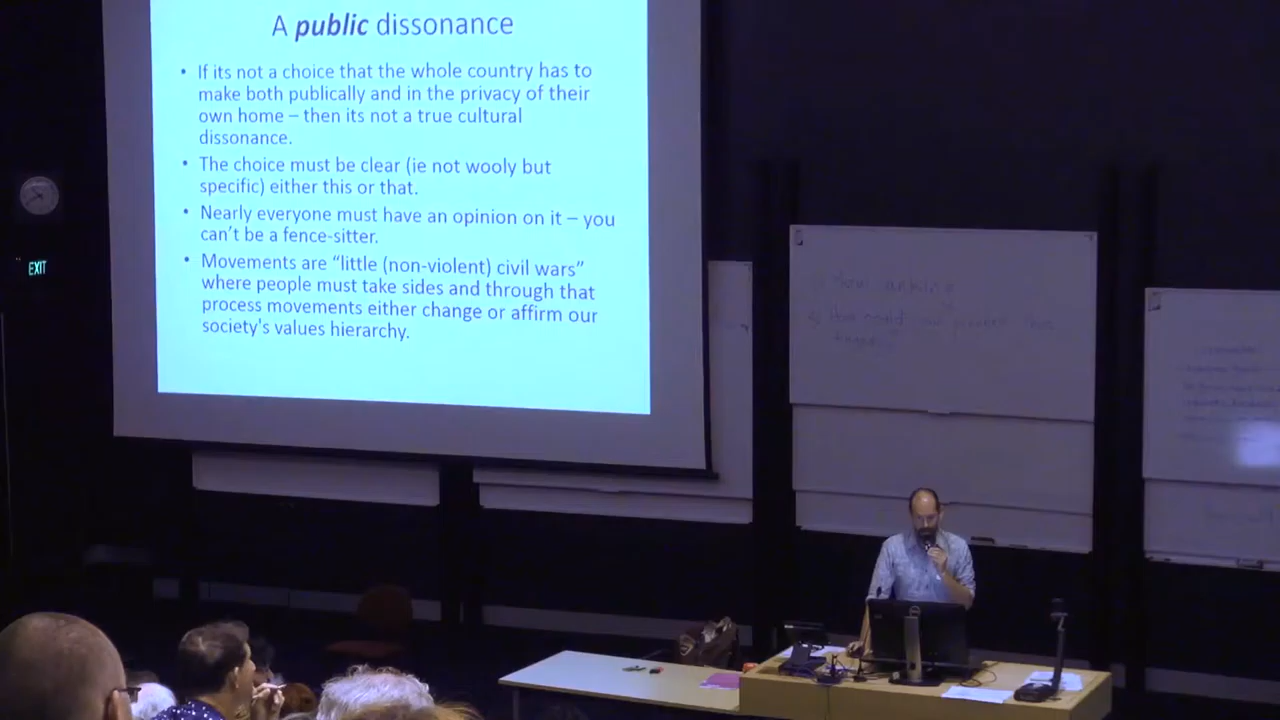 A public dissonance
• If its not a choice that the whole country has to
make both publically and in the privacy of their
own home – then its not a true cultural
dissonance.
• The choice must be clear (ie not wooly but
specific) either this or that.
• Nearly everyone must have an opinion on it – you
can't be a fence-sitter.
• Movements are "little (non-violent) civil wars"
where people must take sides and through that
process movements either change or affirm our
society's values hierarchy.
EXIT